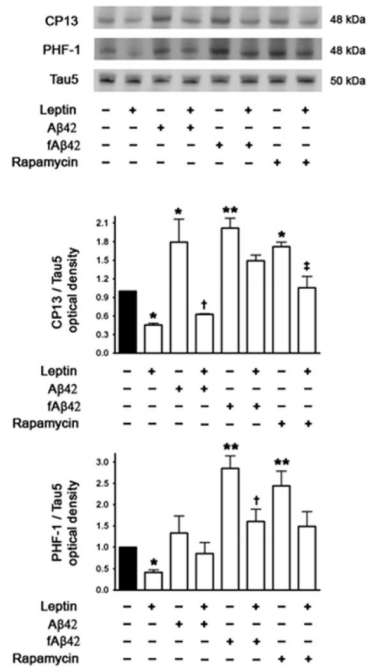 CP13 48 kDa
PHF-1 48 kDa
Tau5 50 kDa
Leptin – + – + – + – +
Aβ42 – – + + – – – –
fAβ42 – – – – + + – –
Rapamycin – – – – – – + +
CP13 / Tau5
optical density
2.1
1.8
1.5
1.2
0.9
0.6
0.3
0.0
* * † ** * ‡
Leptin – + – + – + – +
Aβ42 – – + + – – – –
fAβ42 – – – – + + – –
Rapamycin – – – – – – + +
PHF-1 / Tau5
optical density
3.0
2.5
2.0
1.5
1.0
0.5
0.0
* ** † **
Leptin – + – + – + – +
Aβ42 – – + + – – – –
fAβ42 – – – – + + – –
Rapamycin – – – – – – + +